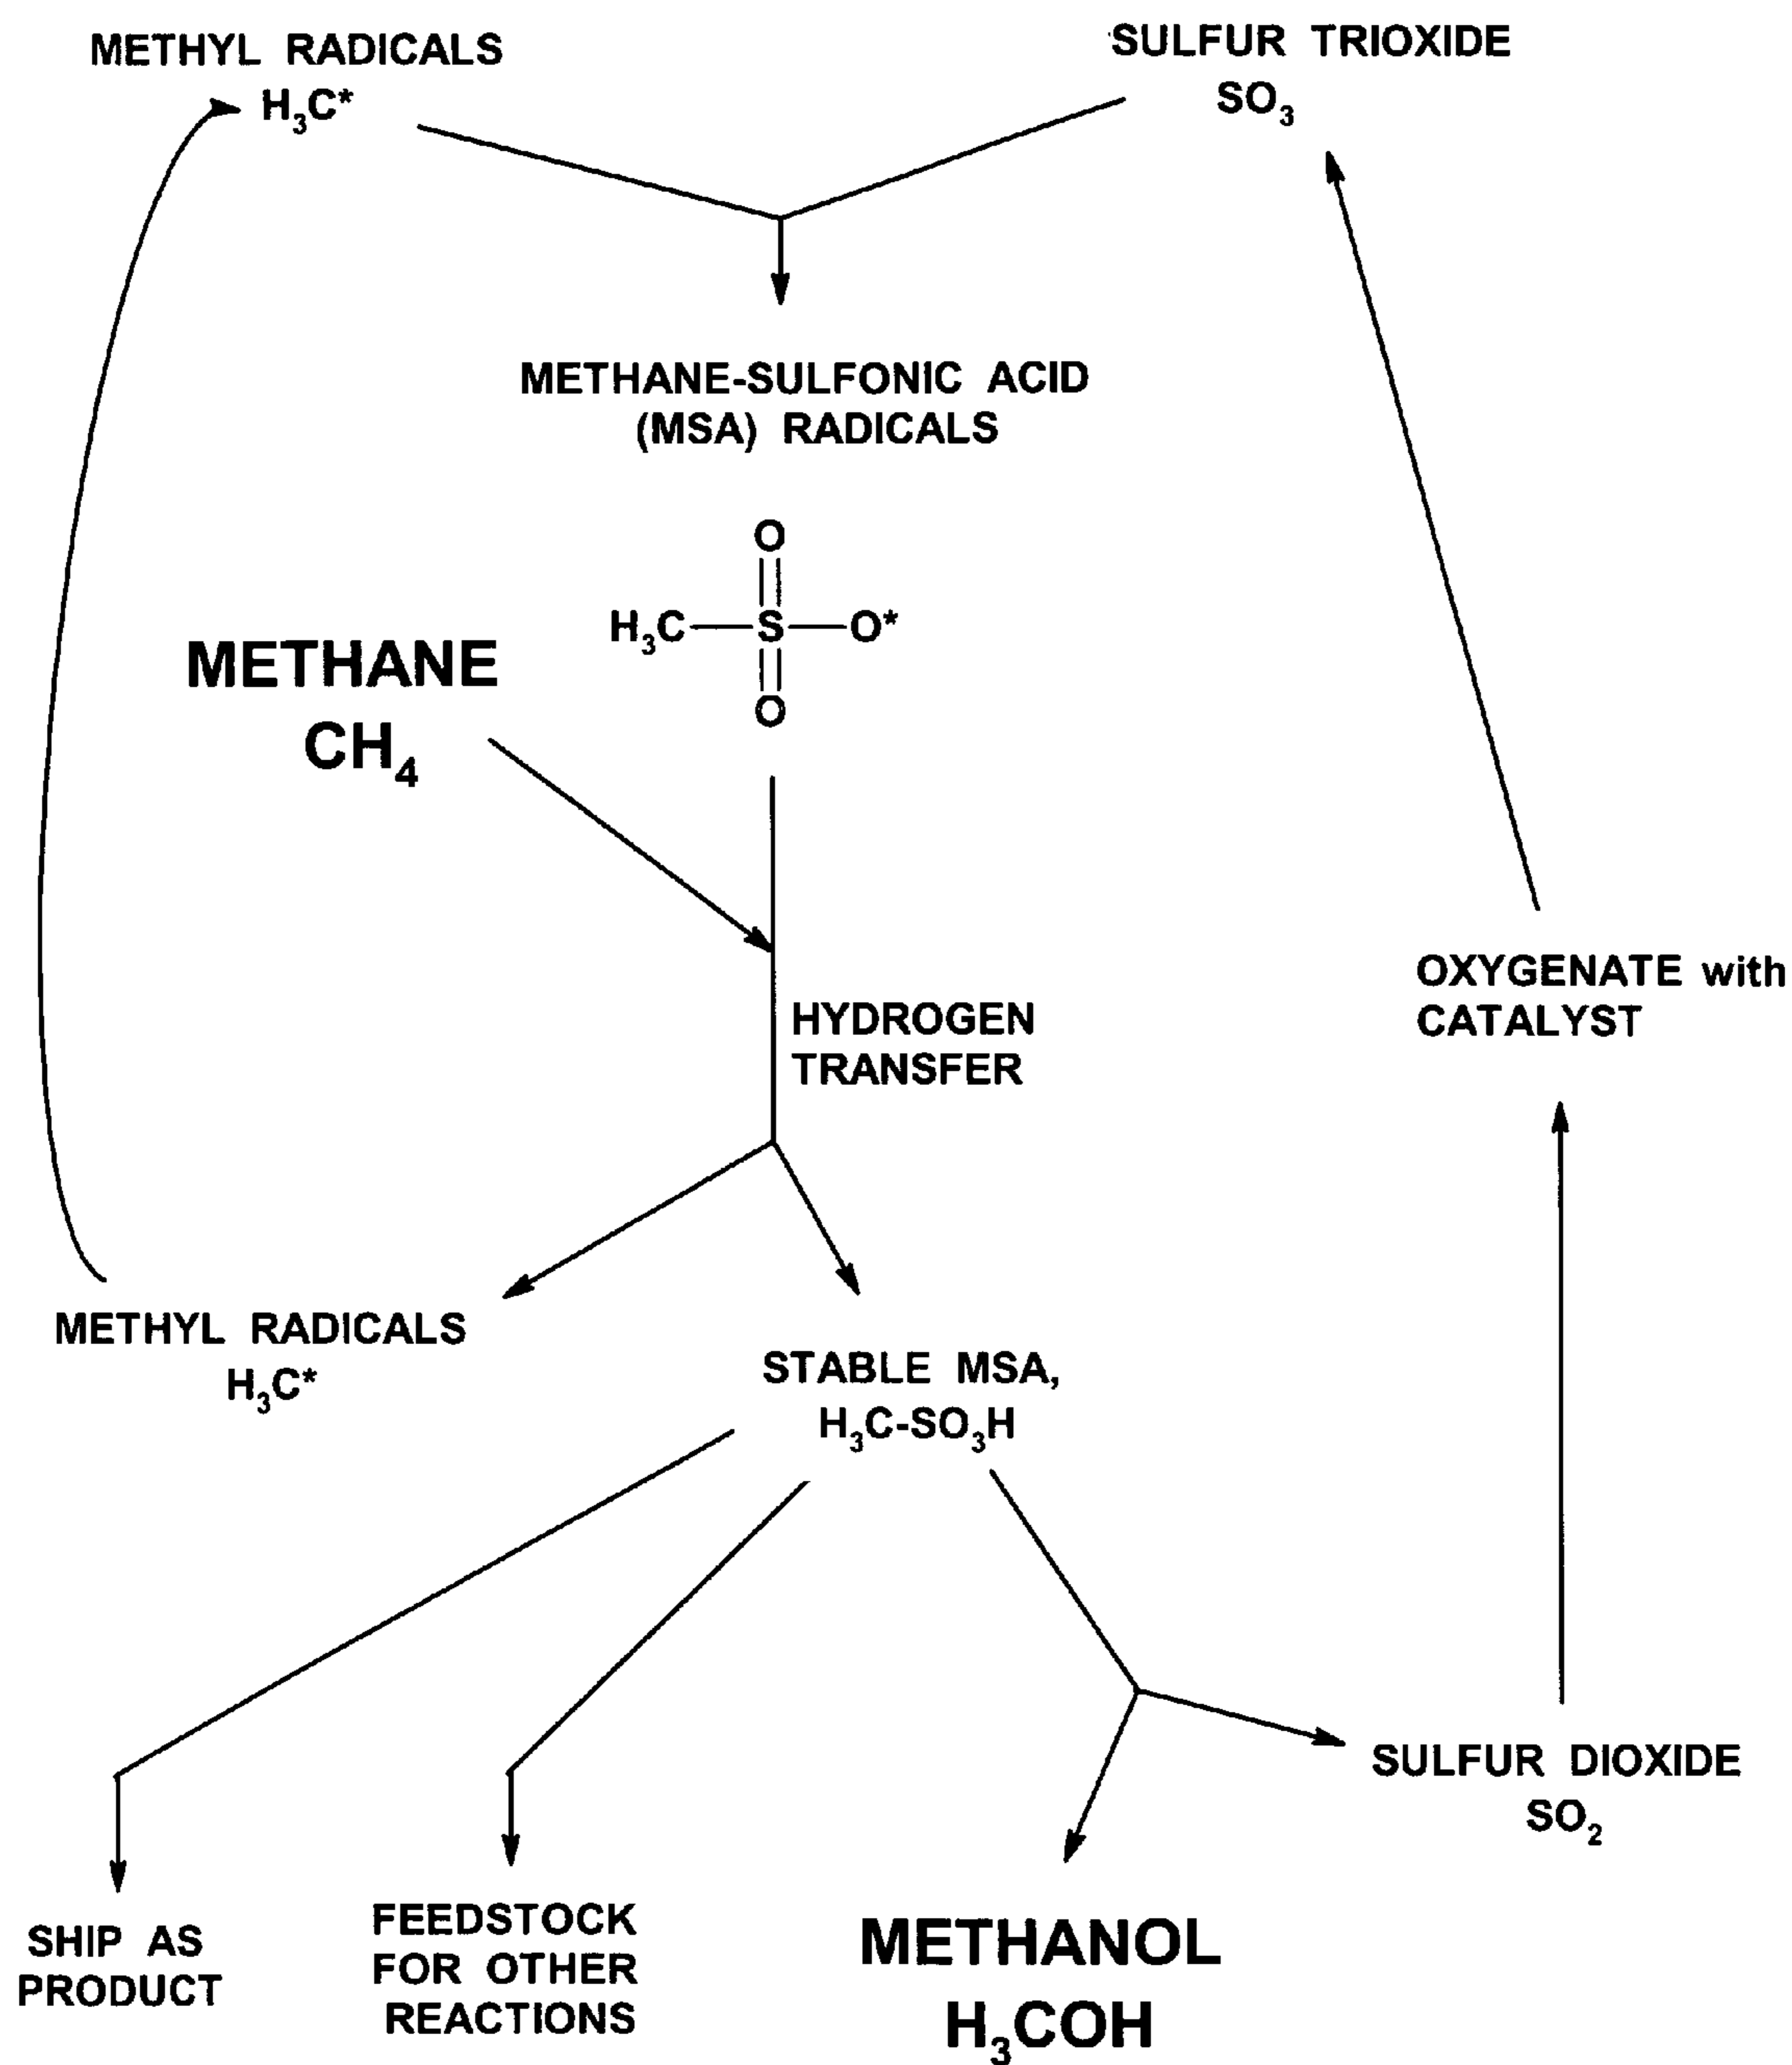 METHYL RADICALS
H₃C*
SULFUR TRIOXIDE
SO₃
METHANE-SULFONIC ACID
(MSA) RADICALS
O
H₃C S O*
O
METHANE
CH₄
HYDROGEN
TRANSFER
OXYGENATE with
CATALYST
METHYL RADICALS
H₃C*
STABLE MSA,
H₃C-SO₃H
SULFUR DIOXIDE
SO₂
SHIP AS
PRODUCT
FEEDSTOCK
FOR OTHER
REACTIONS
METHANOL
H₃COH